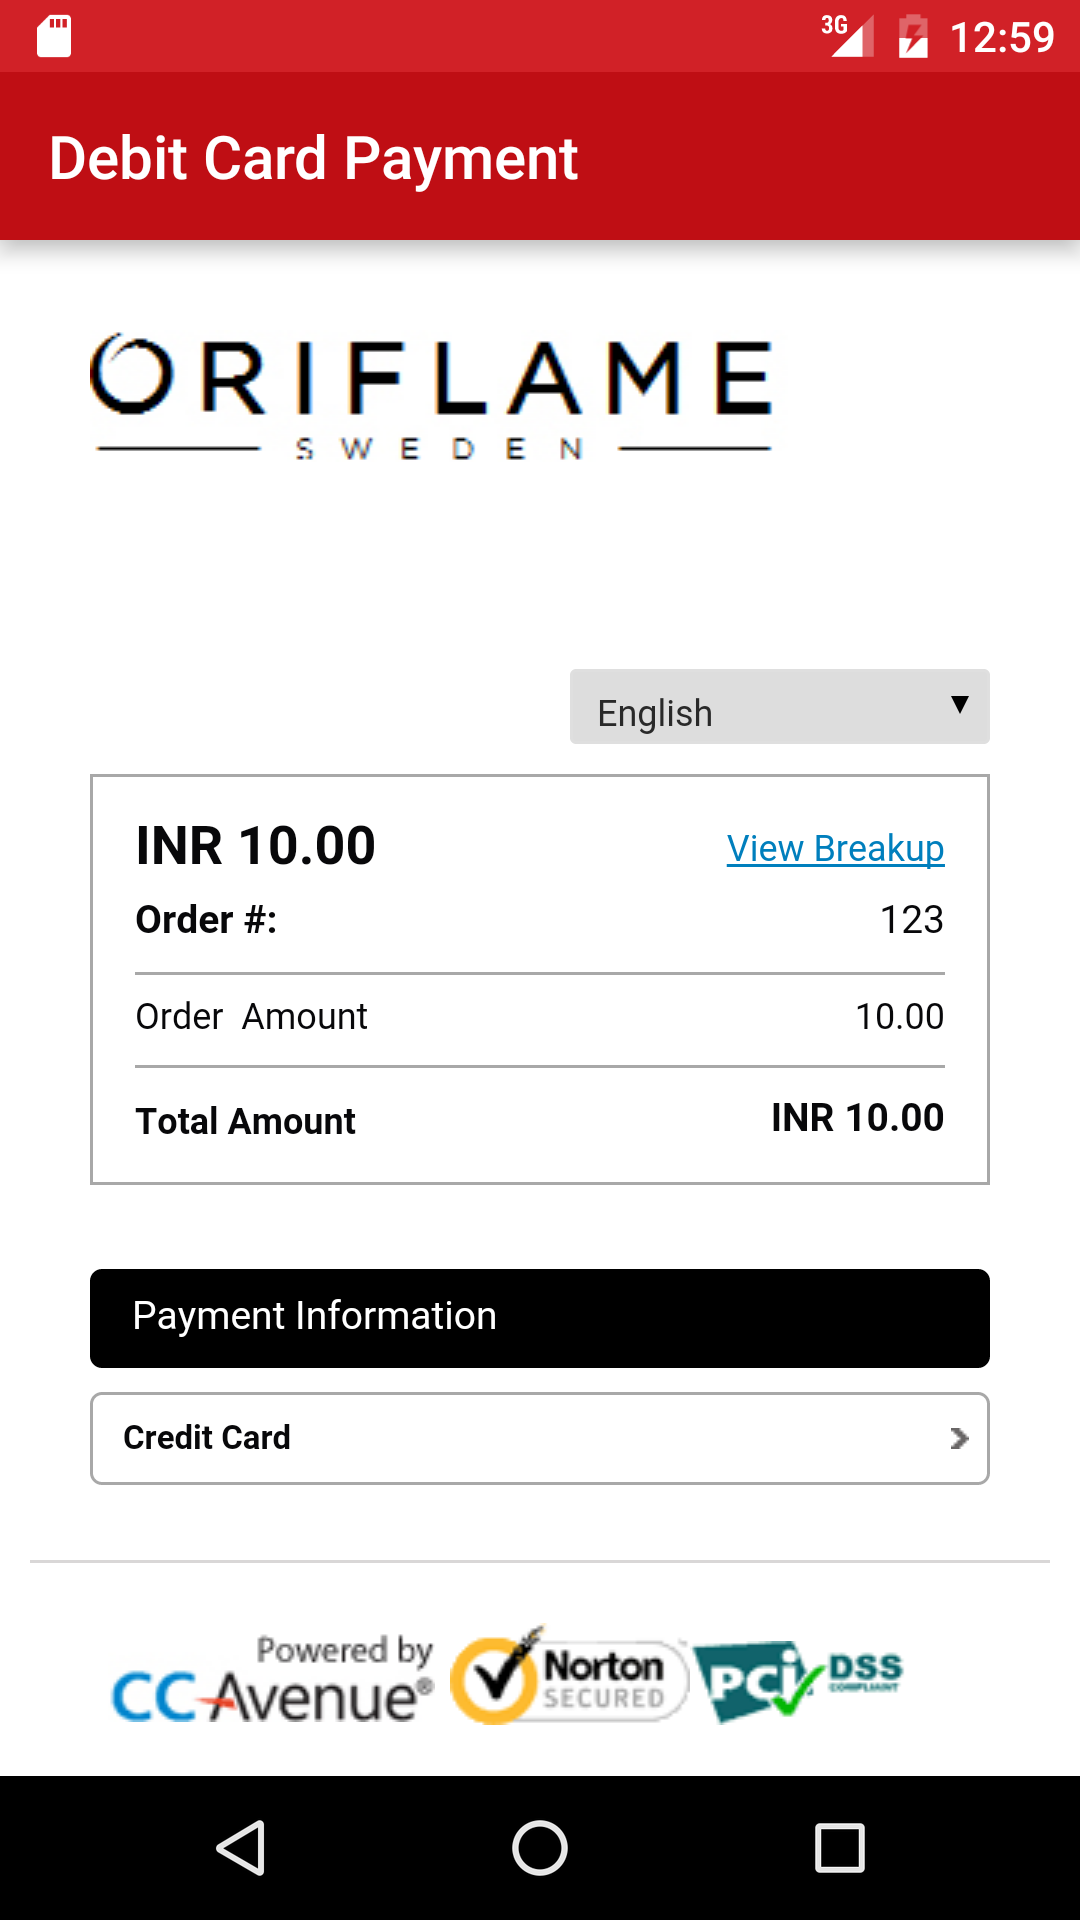 3G 12:59
Debit Card Payment
ORIFLAME
SWEDEN
English
INR 10.00 View Breakup
Order #: 123
Order Amount 10.00
Total Amount INR 10.00
Payment Information
Credit Card
Powered by
CCAvenue®
Norton
SECURED
PCi DSS
COMPLIANT